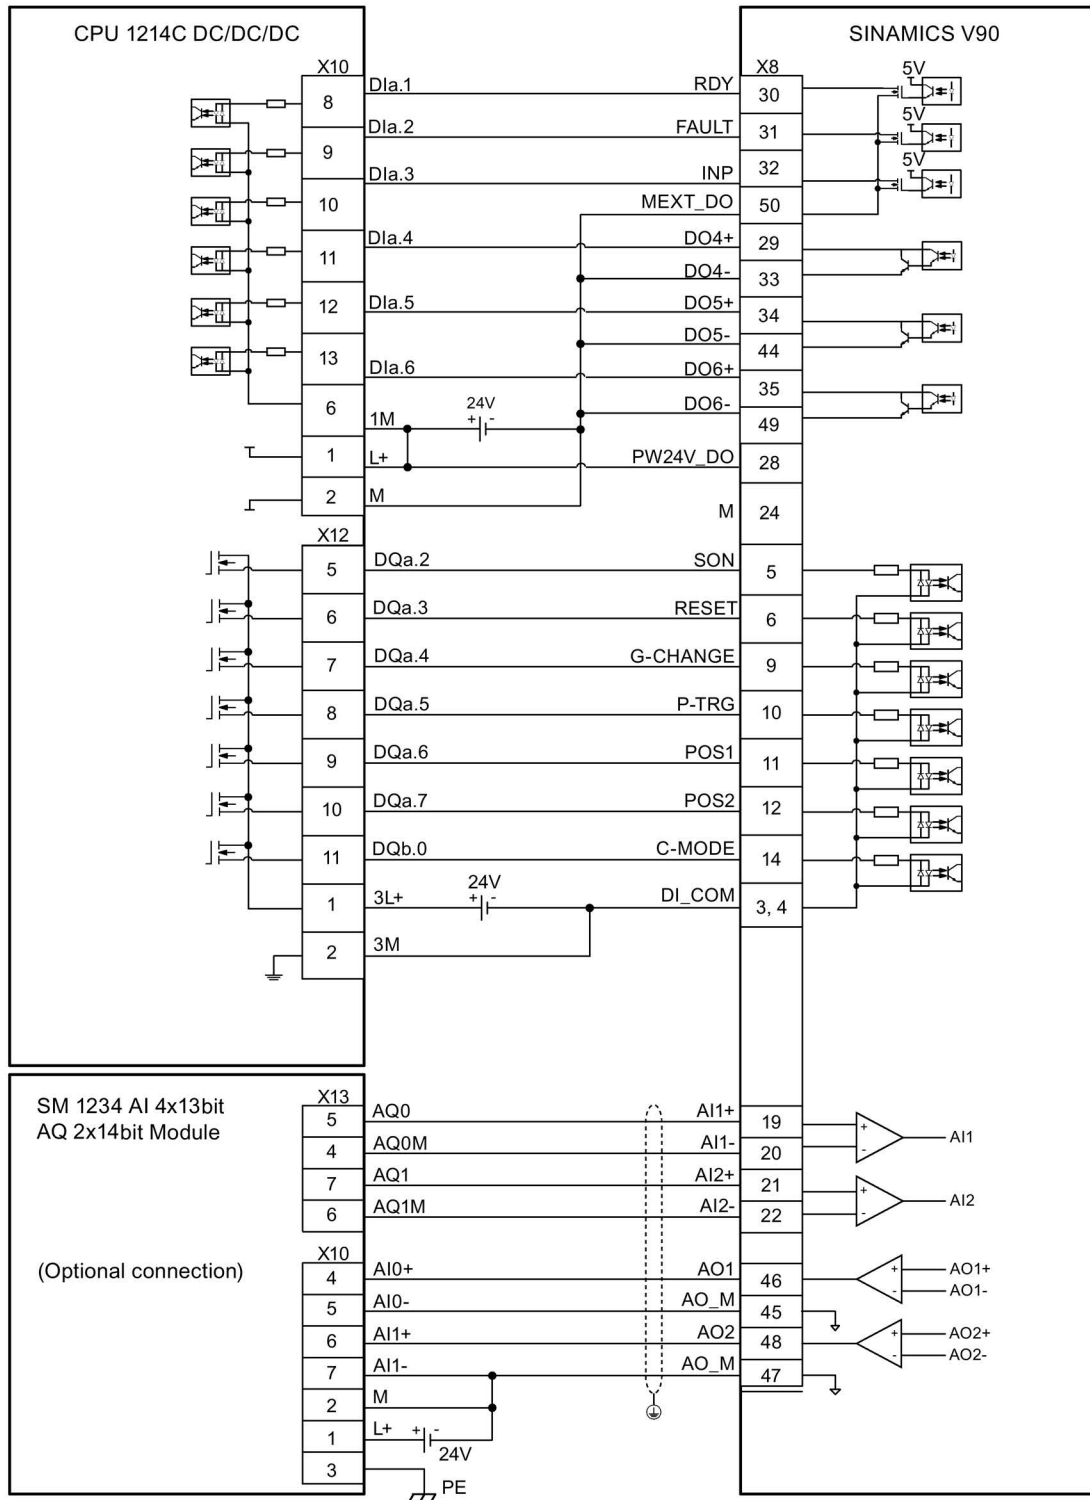 CPU 1214C DC/DC/DC
SINAMICS V90
X10
X8
5V
8
DIa.1
RDY
30
5V
9
DIa.2
FAULT
31
5V
10
DIa.3
INP
32
MEXT_DO
50
11
DIa.4
DO4+
29
DO4-
33
12
DIa.5
DO5+
34
DO5-
44
13
DIa.6
DO6+
35
6
1M
24V
+
-
DO6-
49
1
L+
PW24V_DO
28
2
M
M
24
X12
5
DQa.2
SON
5
6
DQa.3
RESET
6
7
DQa.4
G-CHANGE
9
8
DQa.5
P-TRG
10
9
DQa.6
POS1
11
10
DQa.7
POS2
12
11
DQb.0
C-MODE
14
1
3L+
24V
+
-
DI_COM
3, 4
2
3M
SM 1234 AI 4x13bit
AQ 2x14bit Module
X13
5
AQ0
AI1+
19
+
4
AQ0M
AI1-
20
-
AI1
7
AQ1
AI2+
21
+
6
AQ1M
AI2-
22
-
AI2
(Optional connection)
X10
4
AI0+
AO1
46
+
AO1+
-
AO1-
5
AI0-
AO_M
45
6
AI1+
AO2
48
+
AO2+
-
AO2-
7
AI1-
AO_M
47
2
M
1
L+
+
-
24V
3
PE